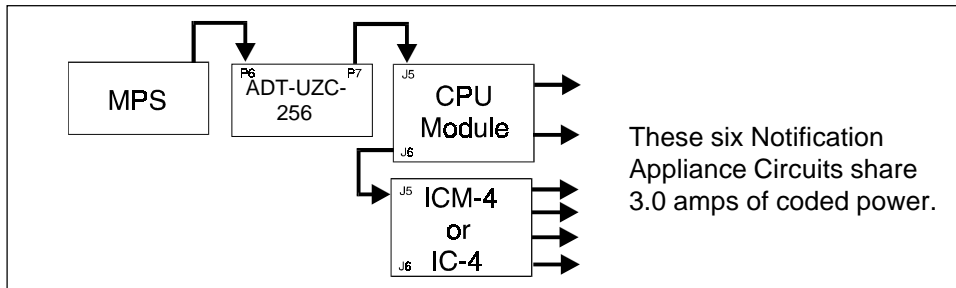 MPS
P6
P7
ADT-UZC-
256
J5
CPU
Module
J6
J5
ICM-4
or
IC-4
J6
These six Notification
Appliance Circuits share
3.0 amps of coded power.